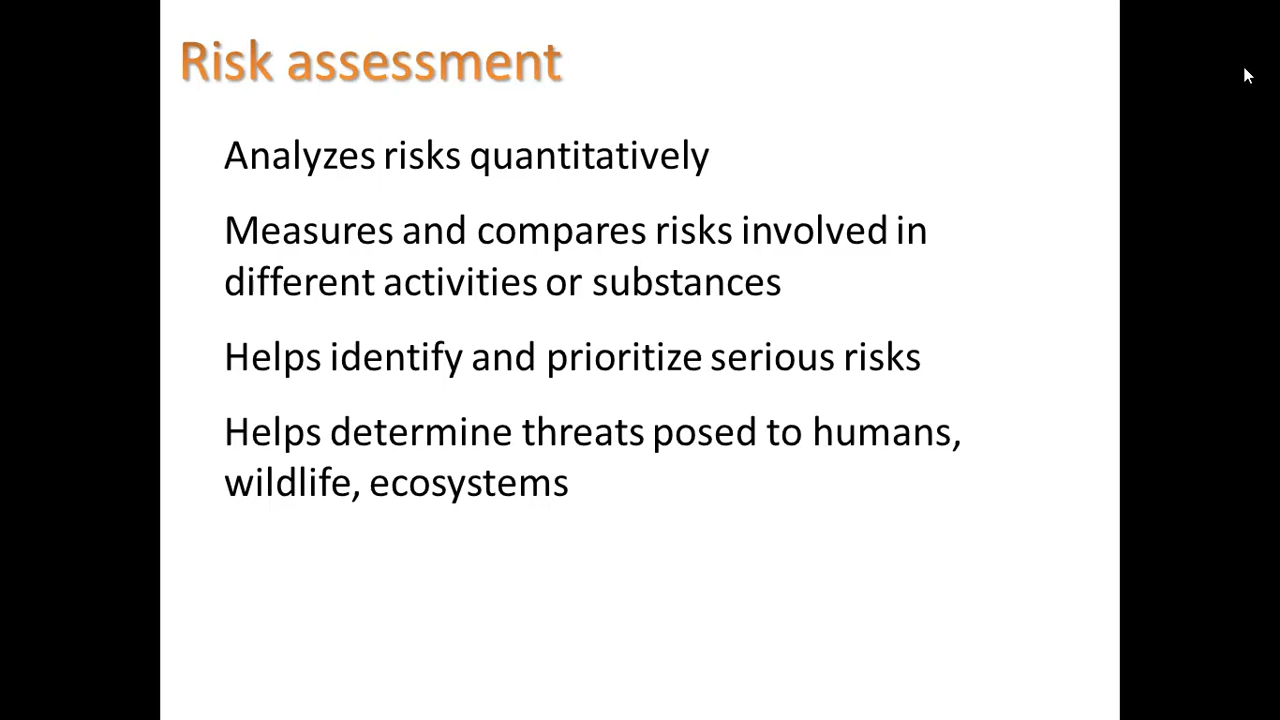 Risk assessment
Analyzes risks quantitatively
Measures and compares risks involved in
different activities or substances
Helps identify and prioritize serious risks
Helps determine threats posed to humans,
wildlife, ecosystems